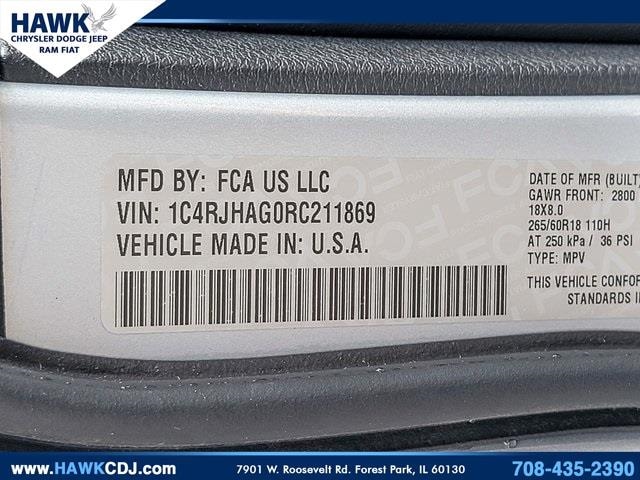 HAWK
CHRYSLER DODGE JEEP
RAM FIAT
MFD BY: FCA US LLC
VIN: 1C4RJHAG0RC211869
VEHICLE MADE IN: U.S.A.
DATE OF MFR (BUILT)
GAWR FRONT: 2800
18X8.0
265/60R18 110H
AT 250 kPa / 36 PSI
TYPE: MPV
THIS VEHICLE CONFOR
STANDARDS I
www.HAWKCDJ.com
7901 W. Roosevelt Rd. Forest Park, IL 60130
708-435-2390